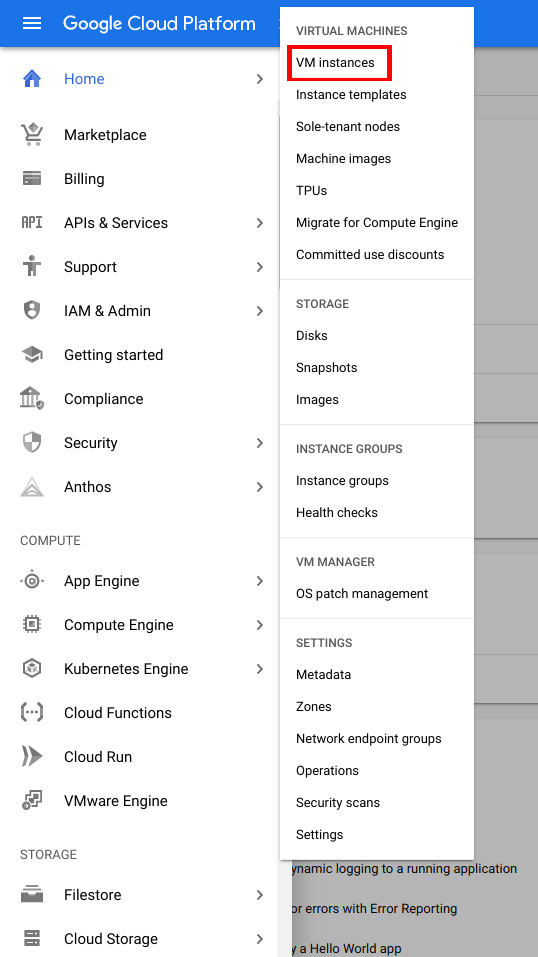 Google Cloud Platform
Home
Marketplace
Billing
API APIs & Services
Support
IAM & Admin
Getting started
Compliance
Security
Anthos
COMPUTE
App Engine
Compute Engine
Kubernetes Engine
Cloud Functions
Cloud Run
VMware Engine
STORAGE
Filestore
Cloud Storage
VIRTUAL MACHINES
VM instances
Instance templates
Sole-tenant nodes
Machine images
TPUs
Migrate for Compute Engine
Committed use discounts
STORAGE
Disks
Snapshots
Images
INSTANCE GROUPS
Instance groups
Health checks
VM MANAGER
OS patch management
SETTINGS
Metadata
Zones
Network endpoint groups
Operations
Security scans
Settings
ynamic logging to a running application
or errors with Error Reporting
y a Hello World app